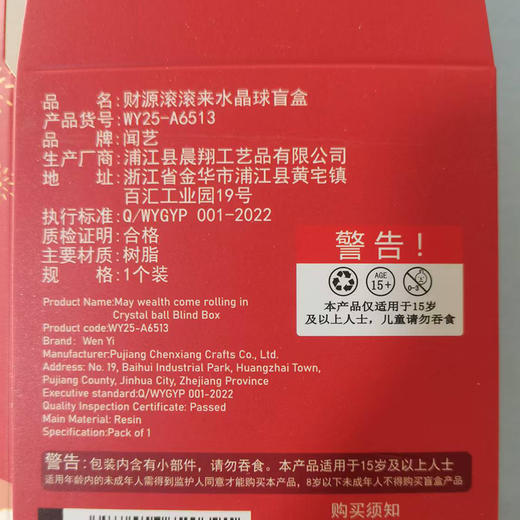 品 名：财源滚滚来水晶球盲盒
产品货号：WY25-A6513
品 牌：闻艺
生产厂商：浦江县晨翔工艺品有限公司
地 址：浙江省金华市浦江县黄宅镇
百汇工业园19号
执行标准：Q/WYGYP 001-2022
质检证明：合格
主要材质：树脂
规 格：1个装
警告！
AGE
15+
0-3
本产品仅适用于15岁
及以上人士，儿童请勿吞食
Product Name:May wealth come rolling in
Crystal ball Blind Box
Product code:WY25-A6513
Brand: Wen Yi
Manufacturer:Pujiang Chenxiang Crafts Co., Ltd.
Address: No. 19, Baihui Industrial Park, Huangzhai Town,
Pujiang County, Jinhua City, Zhejiang Province
Executive standard:Q/WYGYP 001-2022
Quality Inspection Certificate: Passed
Main Material: Resin
Specification:Pack of 1
警告：包装内含有小部件，请勿吞食。本产品适用于15岁及以上人士
适用年龄内的未成年人需得到监护人同意才能购买本产品，8岁以下未成年人不得购买盲盒产品
购买须知